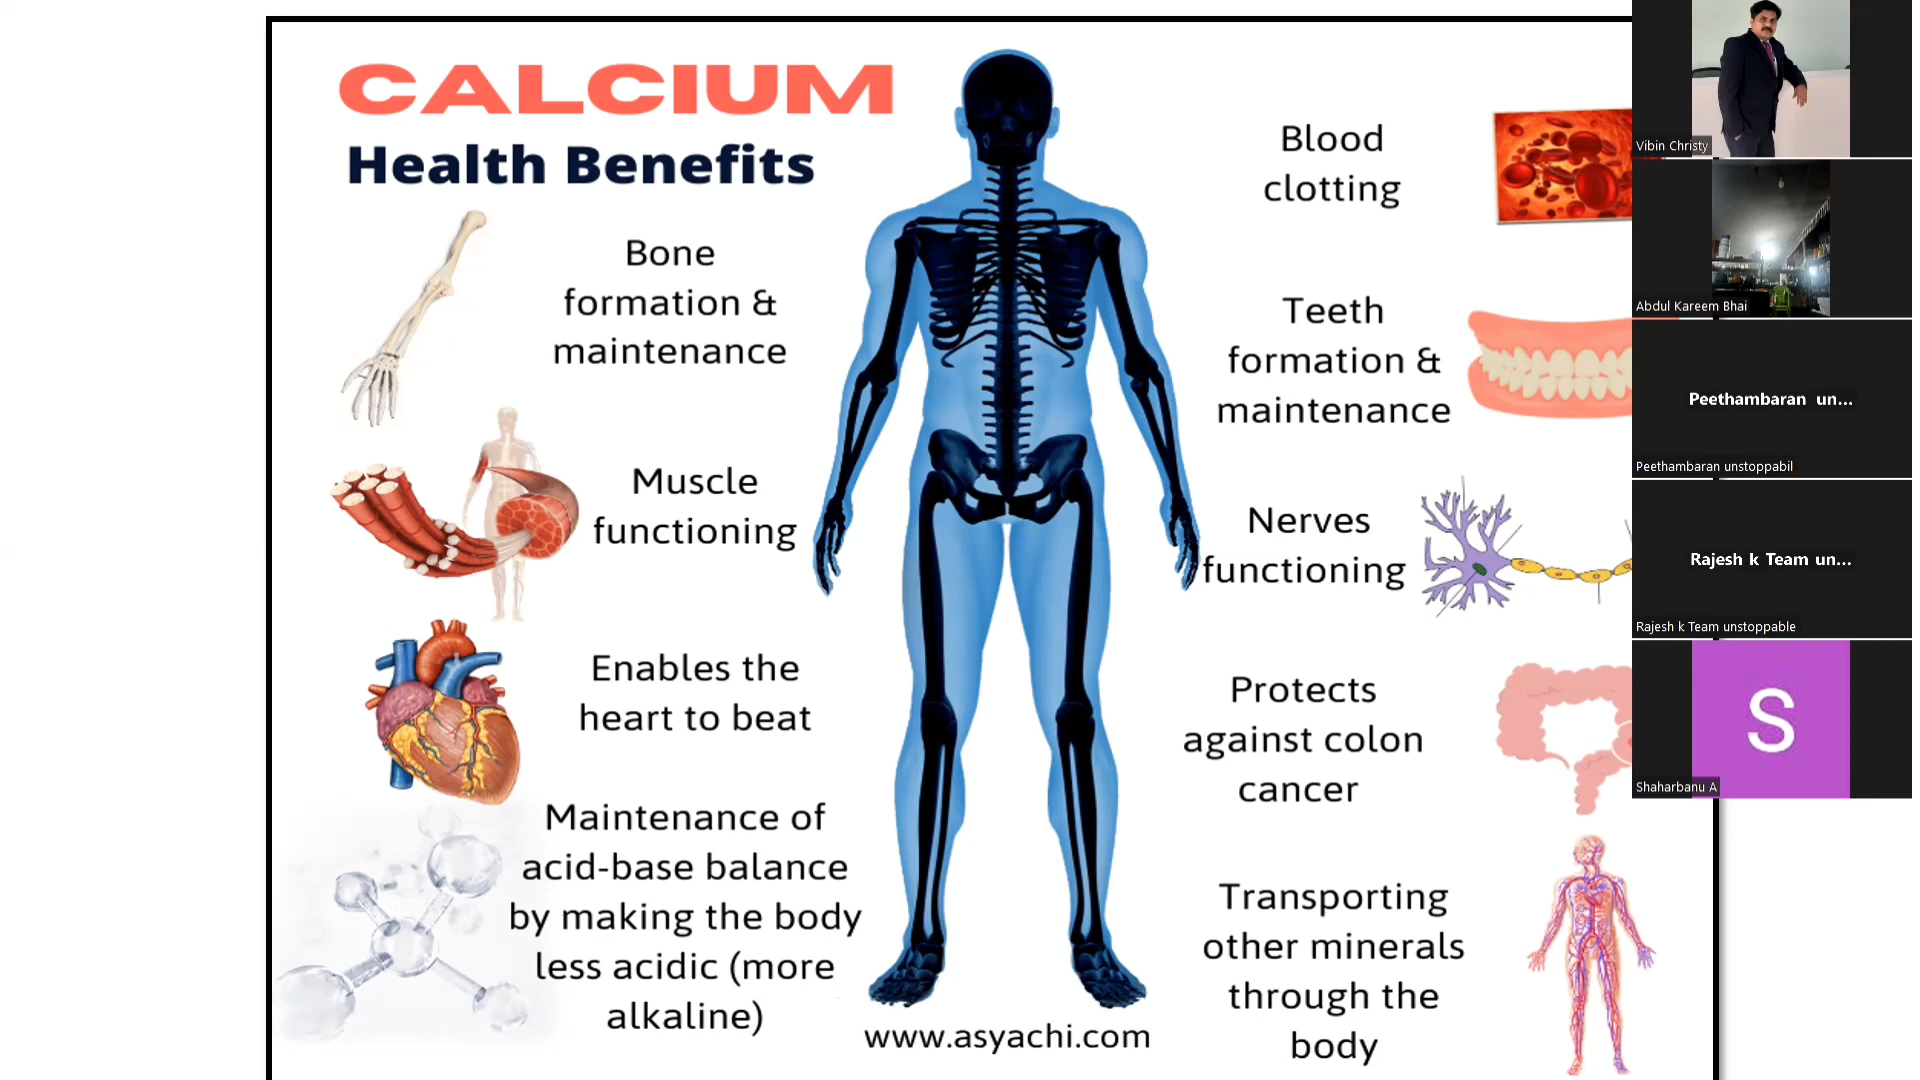 CALCIUM
Health Benefits
Bone
formation &
maintenance
Muscle
functioning
Enables the
heart to beat
Maintenance of
acid-base balance
by making the body
less acidic (more
alkaline)
www.asyachi.com
Blood
clotting
Teeth
formation &
maintenance
Nerves
functioning
Protects
against colon
cancer
Transporting
other minerals
through the
body
Vibin Christy
Abdul Kareem Bhai
Peethambaran un...
Peethambaran unstoppabil
Rajesh k Team un...
Rajesh k Team unstoppable
S
Shaharbanu A